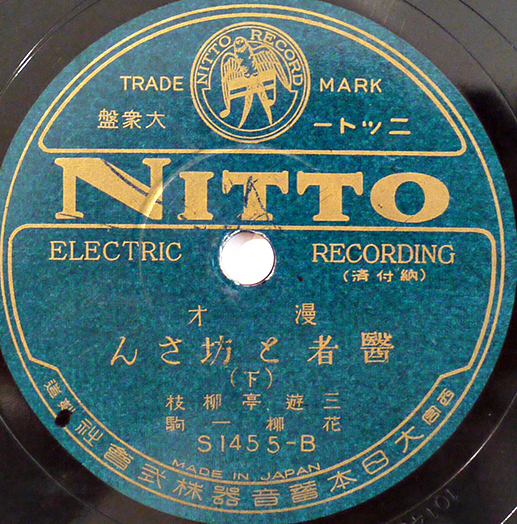 NITTO RECORD
TRADE MARK
ニットー 大衆盤
NITTO
ELECTRIC RECORDING
(納付済)
漫才
醫者と坊さん
(下)
三遊亭柳枝
花柳一駒
S1455-B
MADE IN JAPAN
大日本蓄音器株式會社